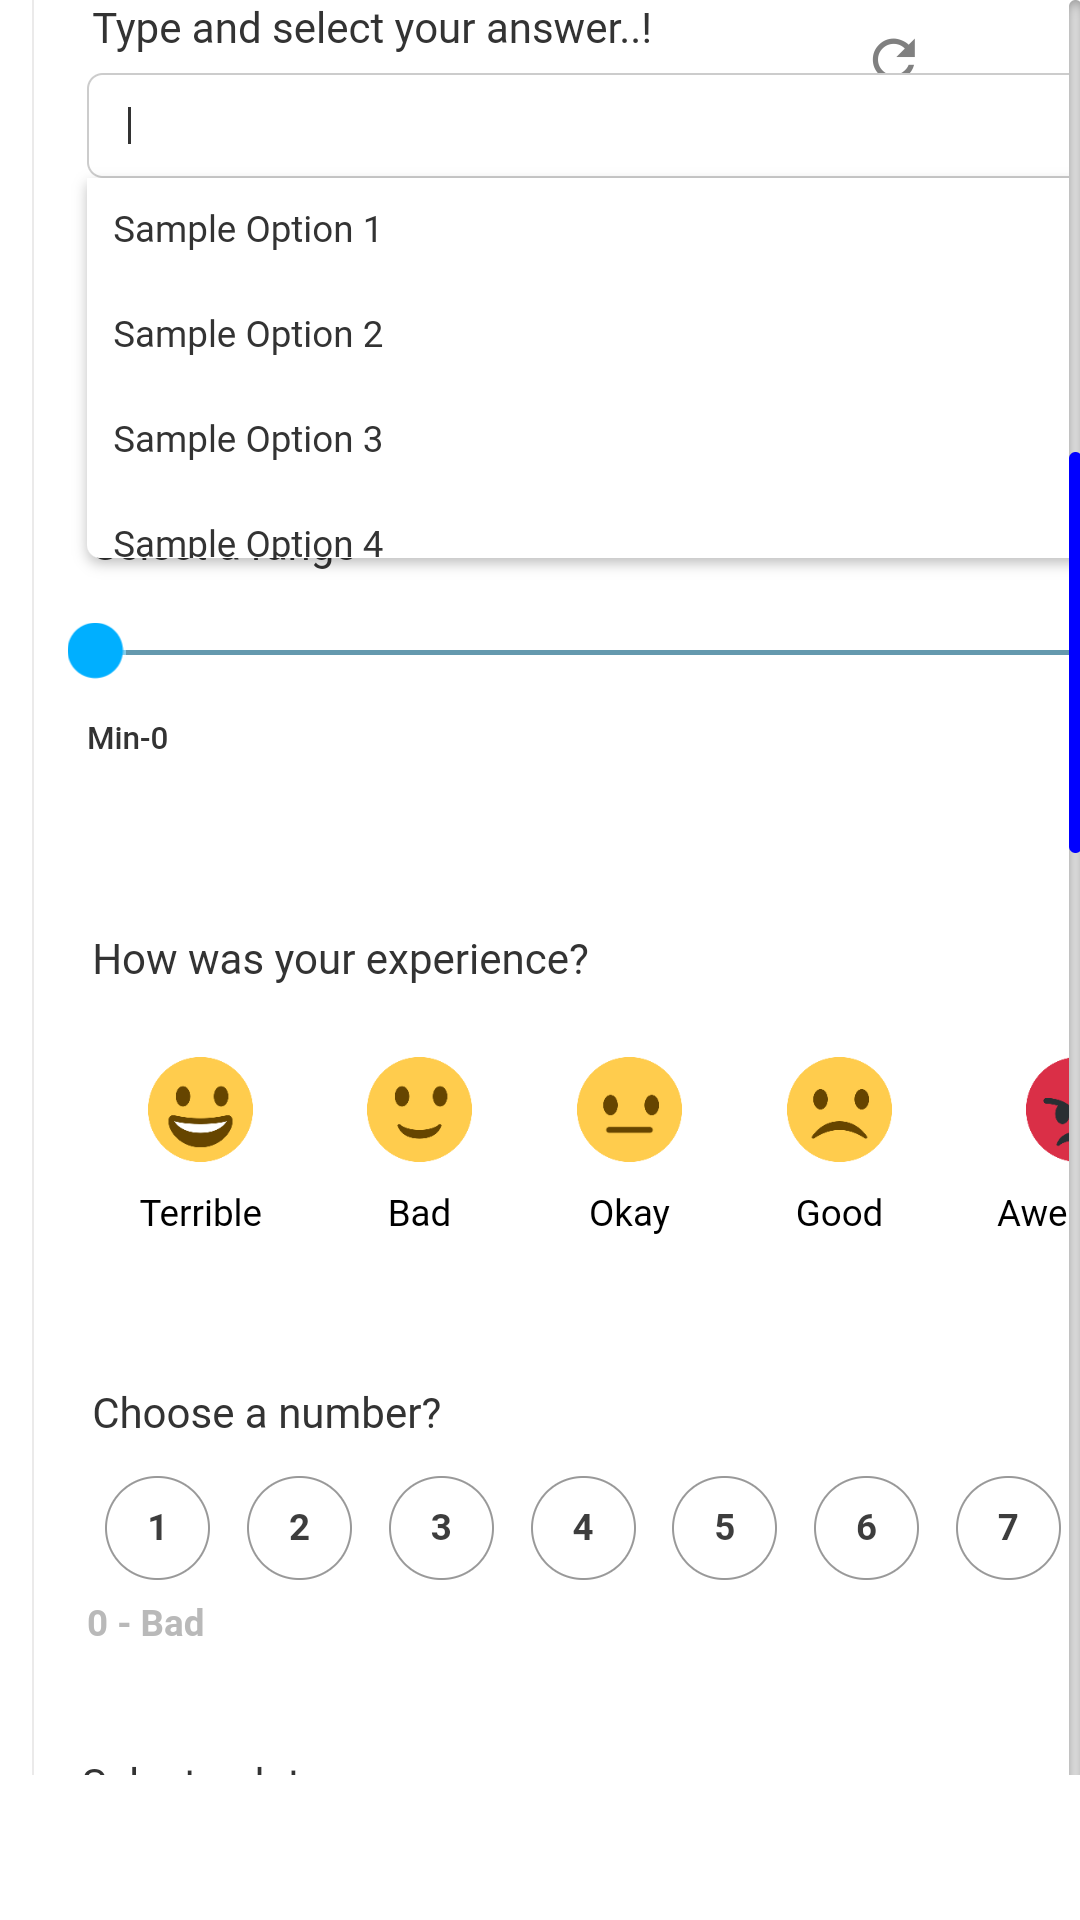 Type and select your answer..!
Sample Option 1
Sample Option 2
Sample Option 3
Sample Option 4
Min-0
How was your experience?
Terrible Bad Okay Good Awe
Choose a number?
1 2 3 4 5 6 7
0 - Bad